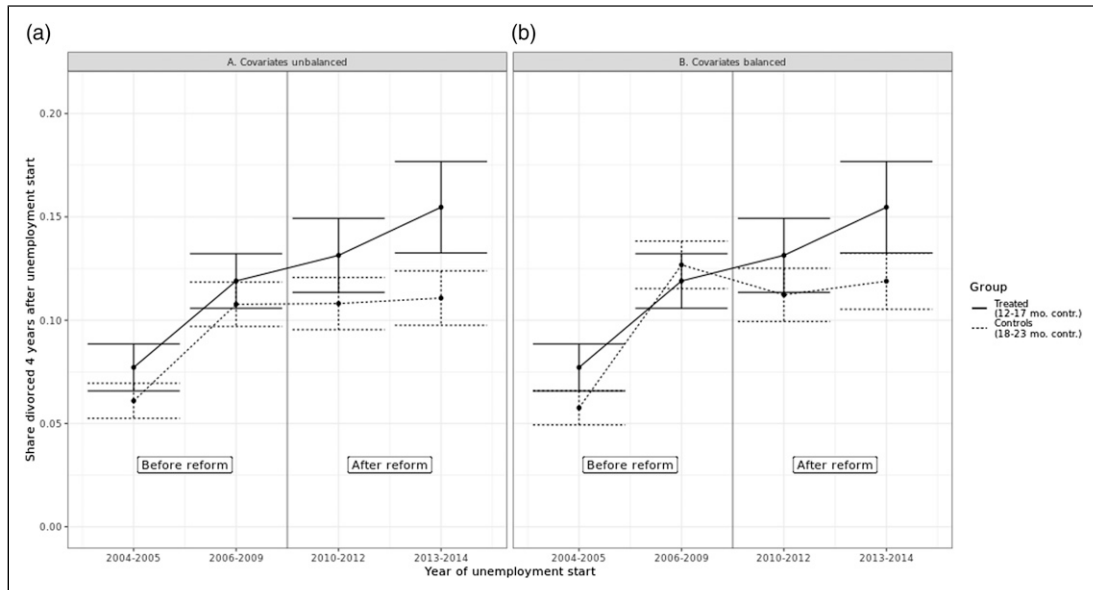 (a)
(b)
A. Covariates unbalanced
B. Covariates balanced
Share divorced 4 years after unemployment start
0.20
0.15
0.10
0.05
0.00
Before reform
After reform
Before reform
After reform
2004-2005
2006-2009
2010-2012
2013-2014
2004-2005
2006-2009
2010-2012
2013-2014
Year of unemployment start
Group
Treated
(12-17 mo. contr.)
Controls
(18-23 mo. contr.)